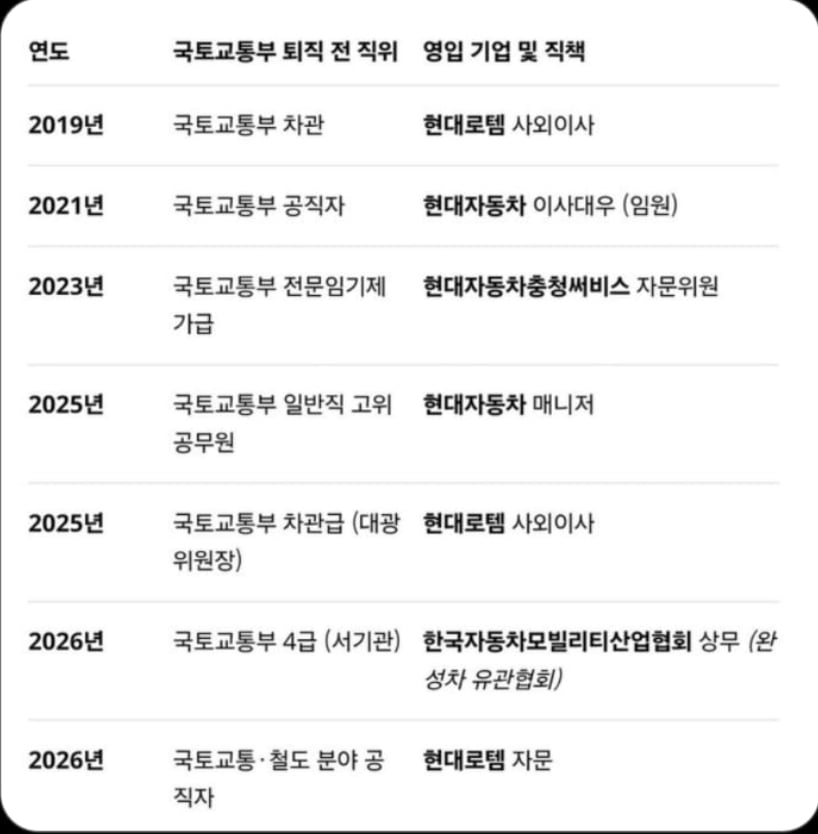 연도 국토교통부 퇴직 전 직위 영입 기업 및 직책
2019년 국토교통부 차관 현대로템 사외이사
2021년 국토교통부 공직자 현대자동차 이사대우 (임원)
2023년 국토교통부 전문임기제 현대자동차충청써비스 자문위원
가급
2025년 국토교통부 일반직 고위 현대자동차 매니저
공무원
2025년 국토교통부 차관급 (대광 현대로템 사외이사
위원장)
2026년 국토교통부 4급 (서기관) 한국자동차모빌리티산업협회 상무 (완
성차 유관협회)
2026년 국토교통·철도 분야 공 현대로템 자문
직자